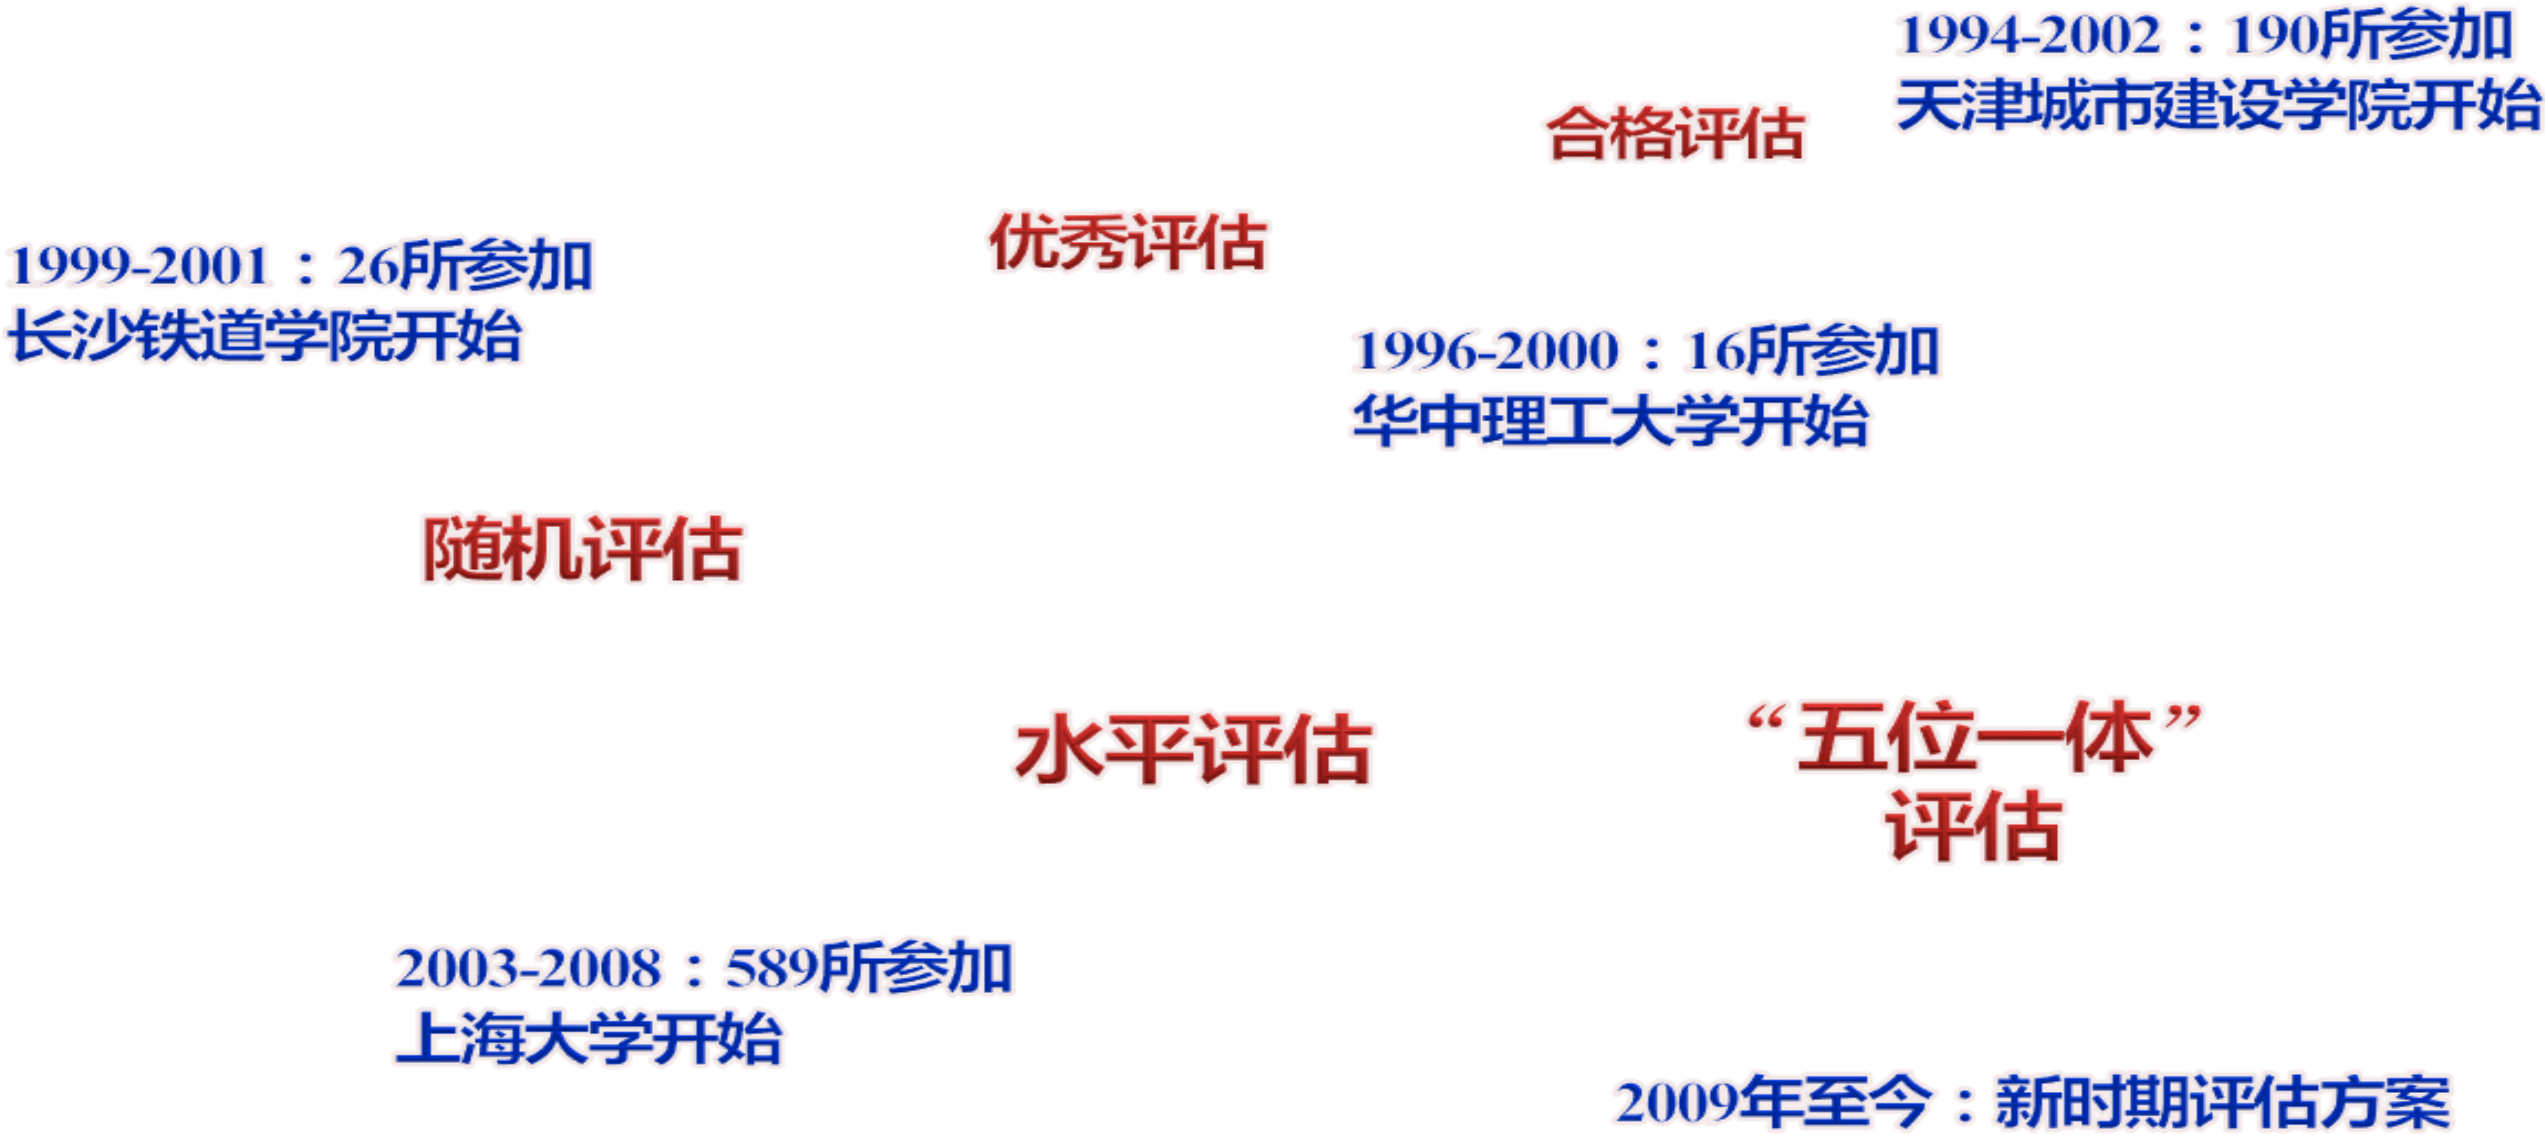 1994-2002：190所参加
天津城市建设学院开始
合格评估
优秀评估
1999-2001：26所参加
长沙铁道学院开始
1996-2000：16所参加
华中理工大学开始
随机评估
水平评估
“五位一体”
评估
2003-2008：589所参加
上海大学开始
2009年至今：新时期评估方案